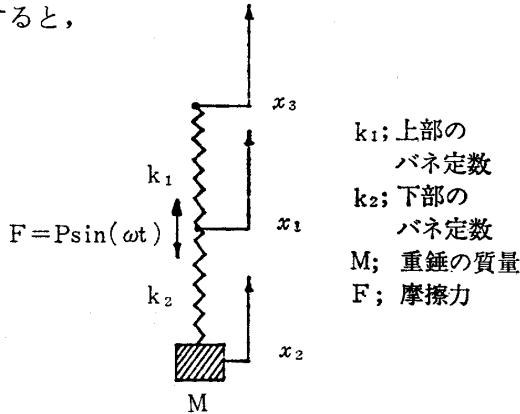 すると，
x₃
k₁
F＝Psin(ωt)
x₁
k₂
x₂
M
k₁; 上部の
バネ定数
k₂; 下部の
バネ定数
M; 重錘の質量
F; 摩擦力